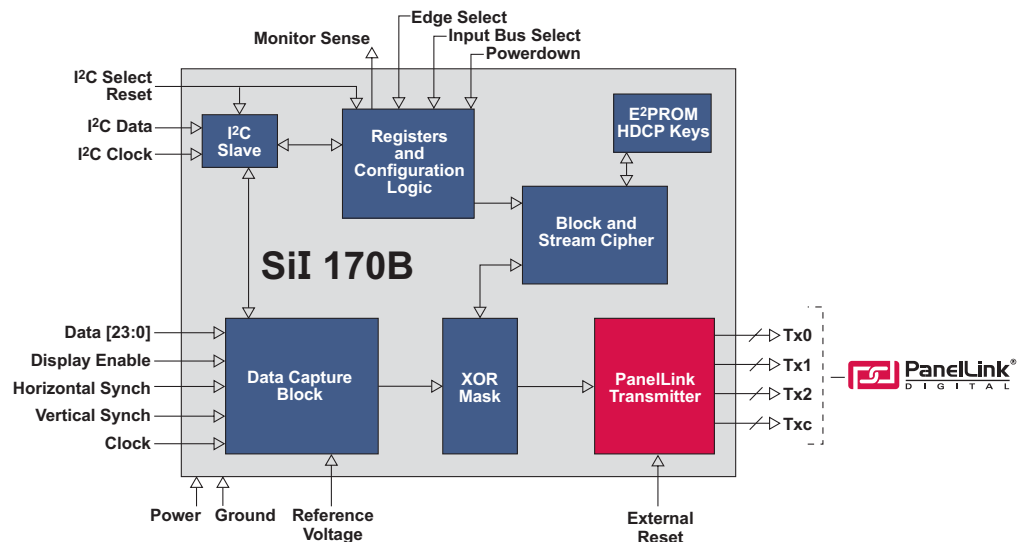 Edge Select
Input Bus Select
Powerdown
Monitor Sense
I²C Select
Reset
I²C Data
I²C Clock
I²C
Slave
Registers
and
Configuration
Logic
E²PROM
HDCP Keys
Block and
Stream Cipher
SiI 170B
Data [23:0]
Display Enable
Horizontal Synch
Vertical Synch
Clock
Data Capture
Block
XOR
Mask
PanelLink
Transmitter
Tx0
Tx1
Tx2
Txc
PanelLink®
DIGITAL
Power
Ground
Reference
Voltage
External
Reset